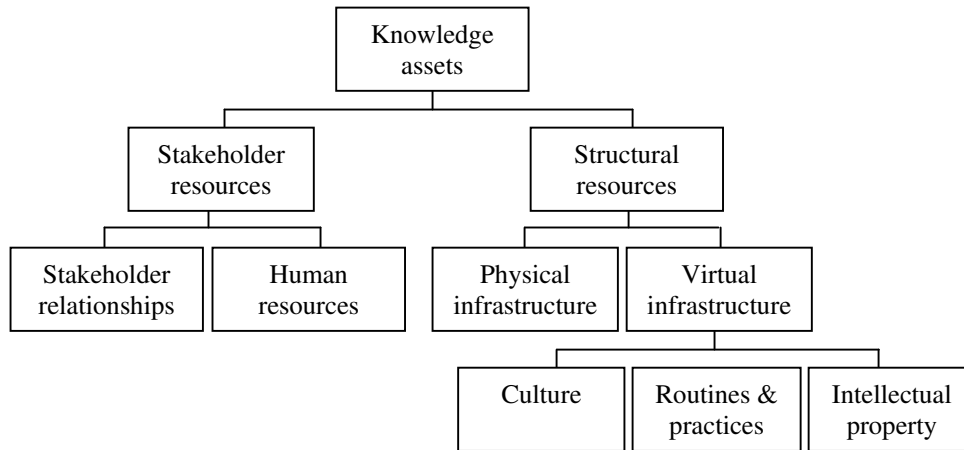 Knowledge
assets
Stakeholder
resources
Structural
resources
Stakeholder
relationships
Human
resources
Physical
infrastructure
Virtual
infrastructure
Culture
Routines &
practices
Intellectual
property